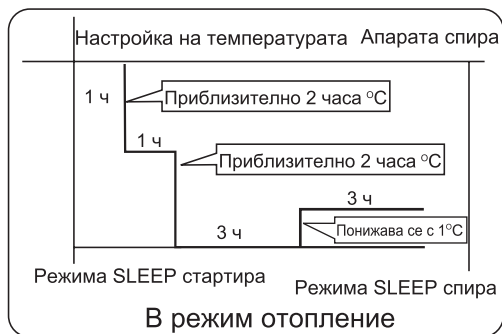 Настройка на температурата Апарата спира
1 ч
Приблизително 2 часа °C
1 ч
Приблизително 2 часа °C
3 ч
3 ч
Понижава се с 1°C
Режима SLEEP стартира
Режима SLEEP спира
В режим отопление